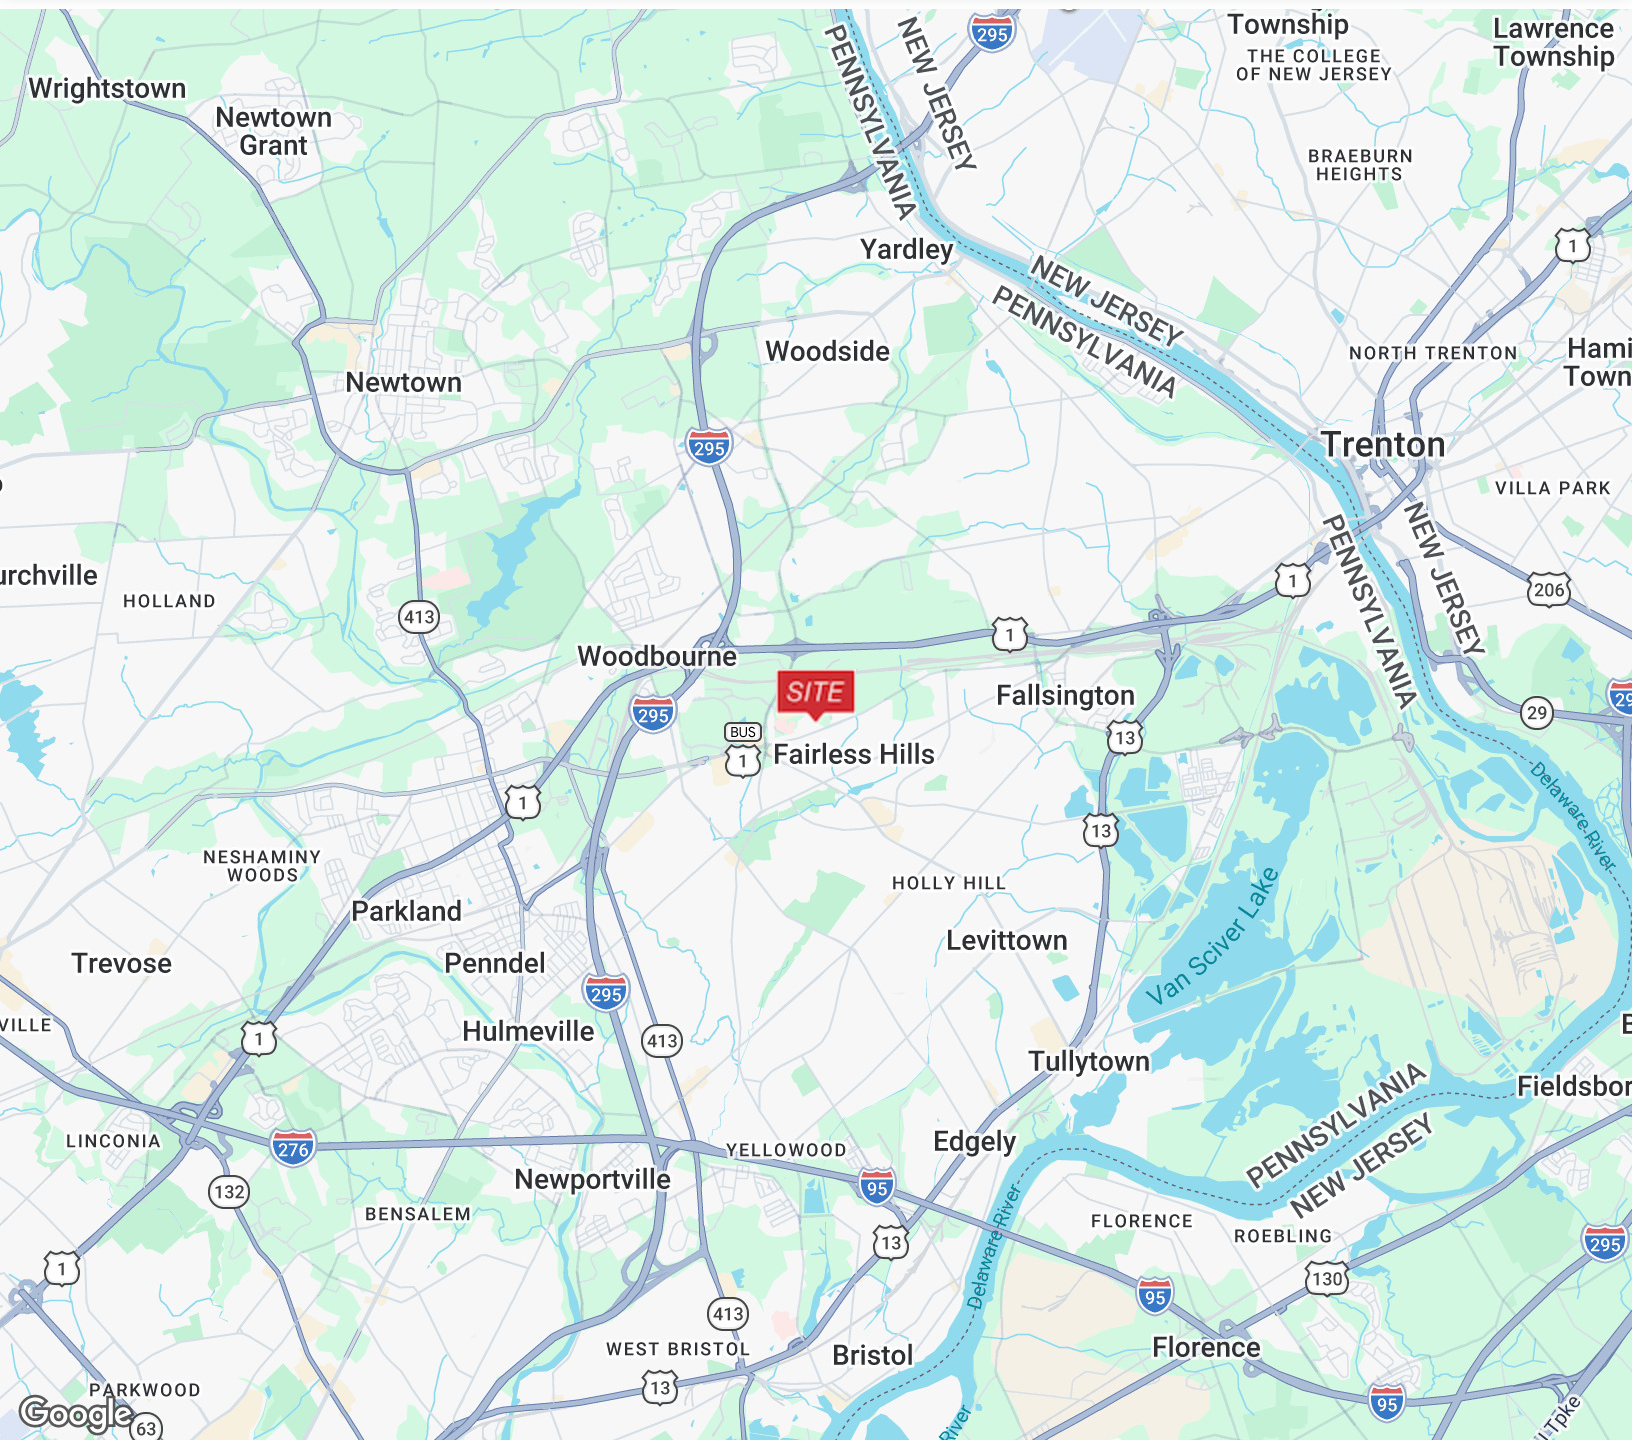 295
Township
THE COLLEGE
OF NEW JERSEY
Lawrence
Township
PENNSYLVANIA
NEW JERSEY
Wrightstown
Newtown
Grant
BRAEBURN
HEIGHTS
Yardley
1
NEW JERSEY
PENNSYLVANIA
Woodside
NORTH TRENTON
Hami
Town
Newtown
295
Trenton
VILLA PARK
urchville
HOLLAND
413
1
PENNSYLVANIA
NEW JERSEY
206
Woodbourne
1
SITE
Fallsington
295
29
29
BUS
1
Fairless Hills
13
1
13
Delaware River
NESHAMINY
WOODS
HOLLY HILL
Parkland
Levittown
Van Sciver Lake
Trevose
Penndel
295
VILLE
1
Hulmeville
413
Tullytown
E
Fieldsbor
PENNSYLVANIA
NEW JERSEY
LINCONIA
276
YELLOWOOD
Edgely
Newportville
95
132
BENSALEM
FLORENCE
ROEBLING
13
295
1
Delaware River
130
95
413
WEST BRISTOL
Bristol
Florence
13
PARKWOOD
95
Google
63
River
Tpke